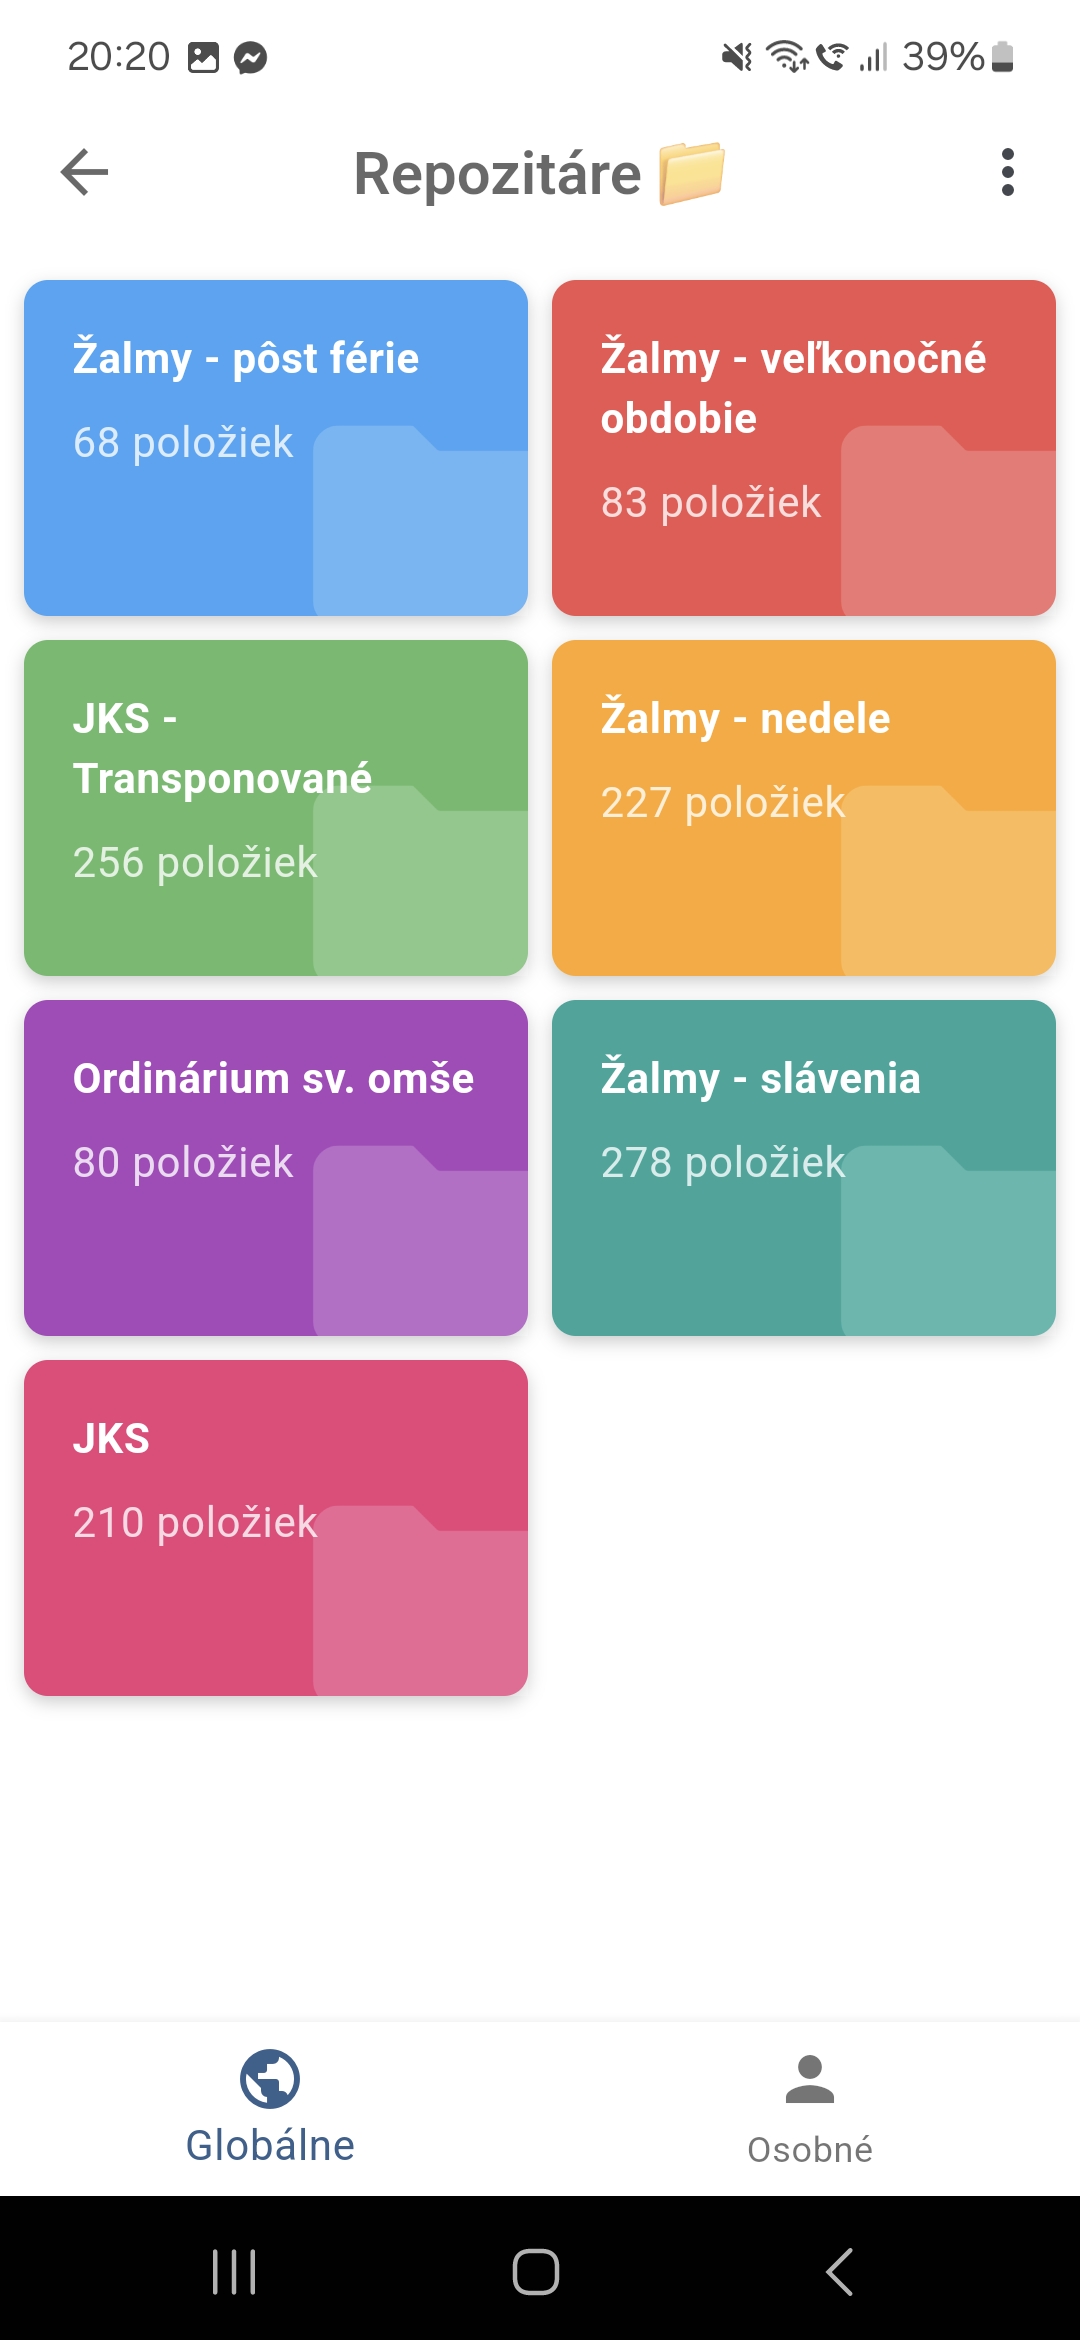 20:20
39%
Repozitáre
Žalmy - pôst férie
68 položiek
Žalmy - veľkonočné
obdobie
83 položiek
JKS -
Transponované
256 položiek
Žalmy - nedele
227 položiek
Ordinárium sv. omše
80 položiek
Žalmy - slávenia
278 položiek
JKS
210 položiek
Globálne
Osobné